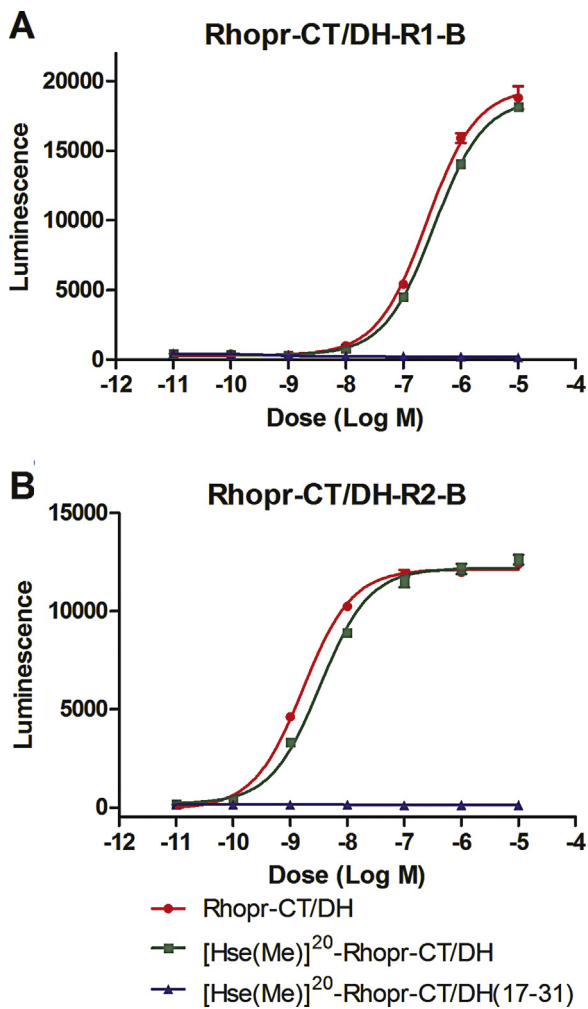 A
Rhopr-CT/DH-R1-B
20000
15000
10000
5000
0
Luminescence
-12 -11 -10 -9 -8 -7 -6 -5 -4
Dose (Log M)
B
Rhopr-CT/DH-R2-B
15000
10000
5000
0
Luminescence
-12 -11 -10 -9 -8 -7 -6 -5 -4
Dose (Log M)
Rhopr-CT/DH
[Hse(Me)]²⁰-Rhopr-CT/DH
[Hse(Me)]²⁰-Rhopr-CT/DH(17-31)